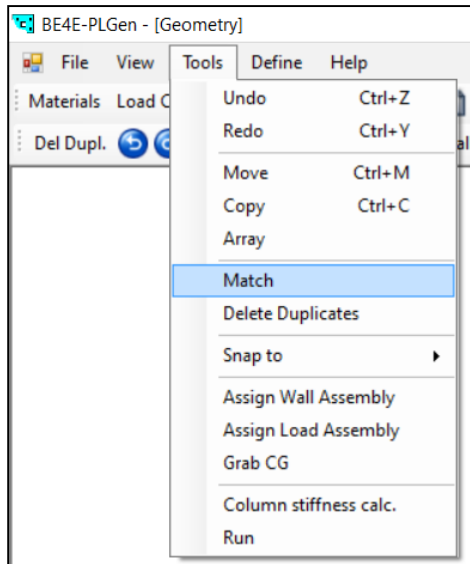 BE4E-PLGen - [Geometry]
File View Tools Define Help
Materials Load
Del Dupl.
Undo Ctrl+Z
Redo Ctrl+Y
Move Ctrl+M
Copy Ctrl+C
Array
Match
Delete Duplicates
Snap to
Assign Wall Assembly
Assign Load Assembly
Grab CG
Column stiffness calc.
Run